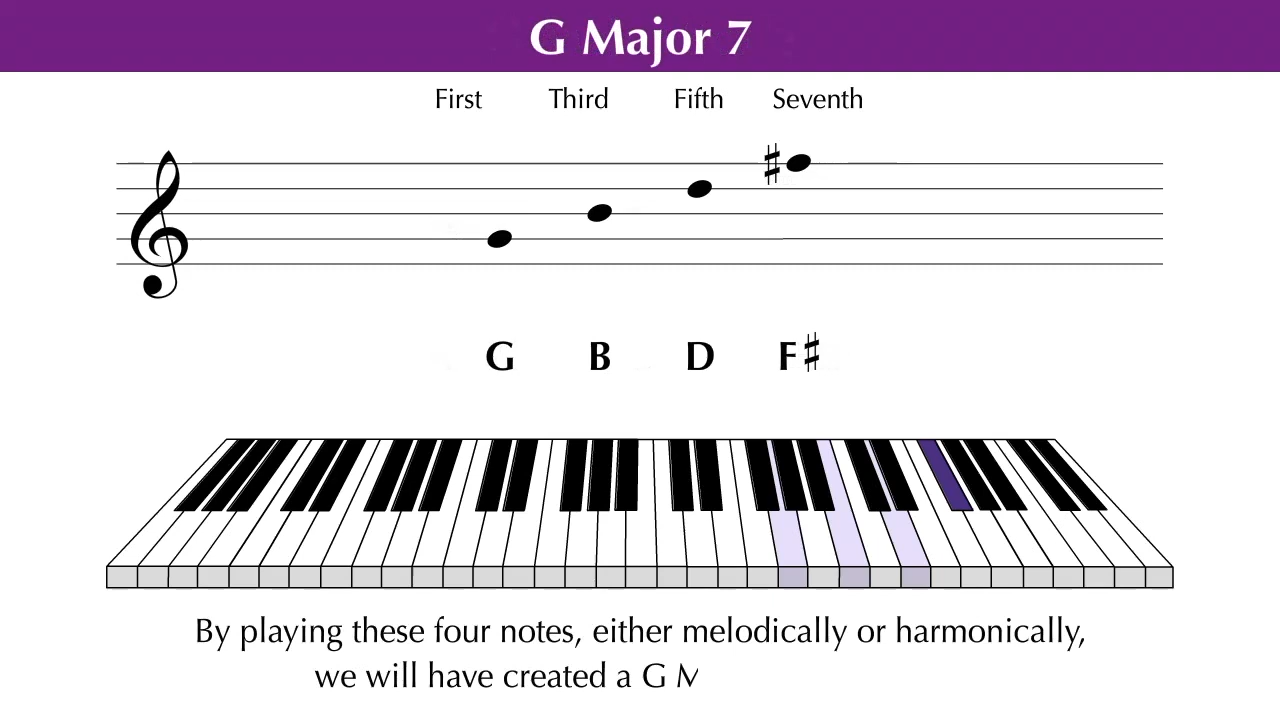 G Major 7
First Third Fifth Seventh
G B D F♯
By playing these four notes, either melodically or harmonically,
we will have created a G